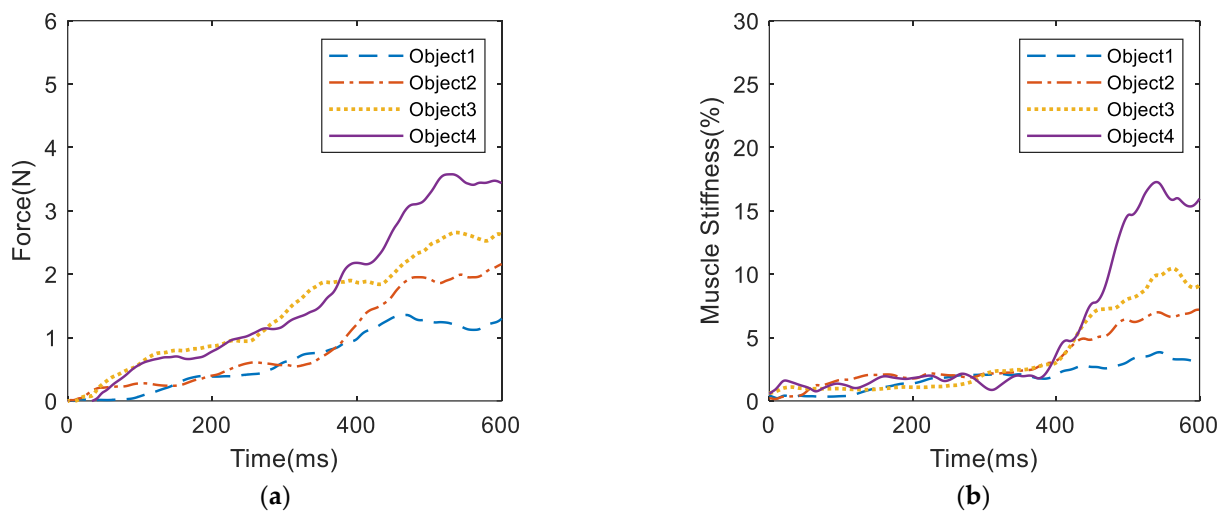 Force(N)
6
5
4
3
2
1
0
Object1
Object2
Object3
Object4
0 200 400 600
Time(ms)
(a)
Muscle Stiffness(%)
30
25
20
15
10
5
0
Object1
Object2
Object3
Object4
0 200 400 600
Time(ms)
(b)